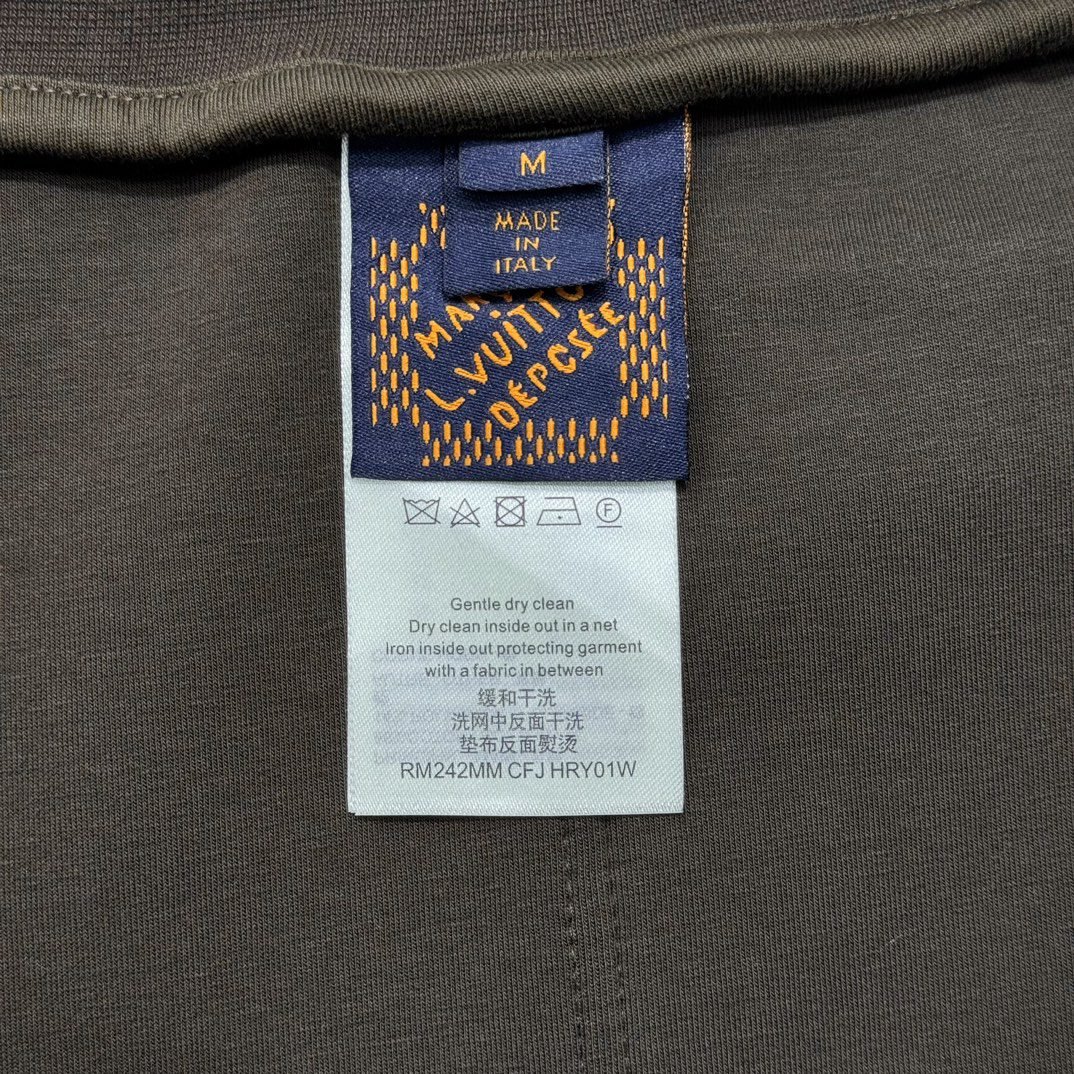 M
MADE
IN
ITALY
L.VUITTO
DEPCSÉE
F
Gentle dry clean
Dry clean inside out in a net
Iron inside out protecting garment
with a fabric in between
缓和干洗
洗网中反面干洗
垫布反面熨烫
RM242MM CFJ HRY01W